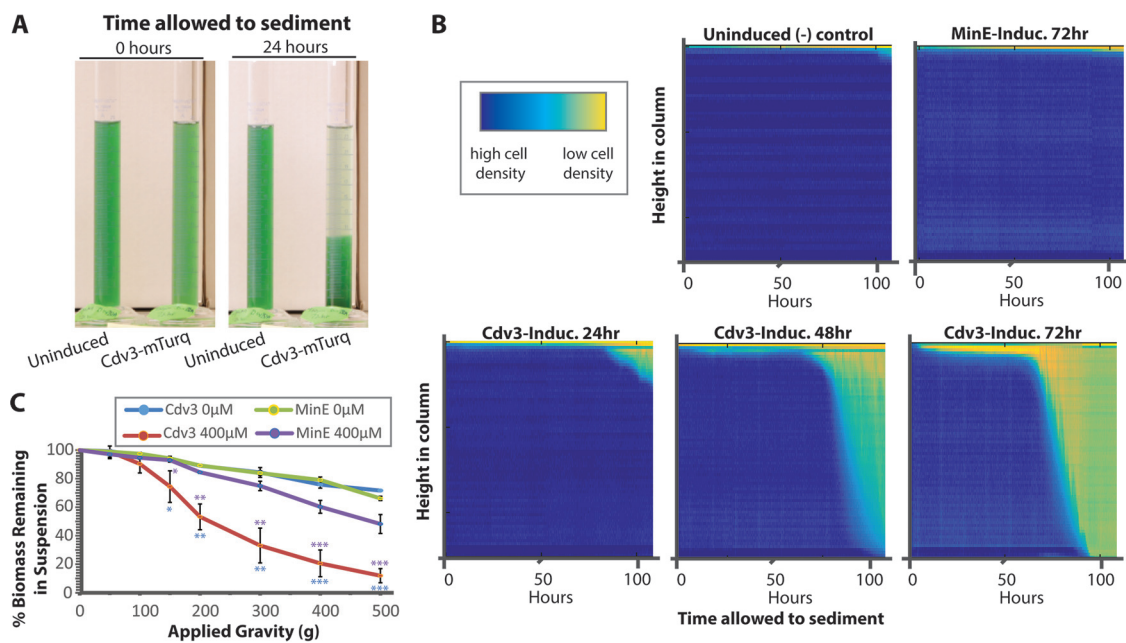 A
Time allowed to sediment
0 hours
24 hours
Uninduced
Cdv3-mTurq
Uninduced
Cdv3-mTurq
B
high cell
density
low cell
density
Uninduced (-) control
Height in column
0
50
100
Hours
MinE-Induc. 72hr
0
50
100
Hours
Cdv3-Induc. 24hr
Height in column
0
50
100
Hours
Cdv3-Induc. 48hr
0
50
100
Hours
Cdv3-Induc. 72hr
0
50
100
Hours
Time allowed to sediment
C
Cdv3 0μM
MinE 0μM
Cdv3 400μM
MinE 400μM
% Biomass Remaining
in Suspension
100
80
60
40
20
0
*
*
**
**
**
**
***
***
***
***
0
100
200
300
400
500
Applied Gravity (g)